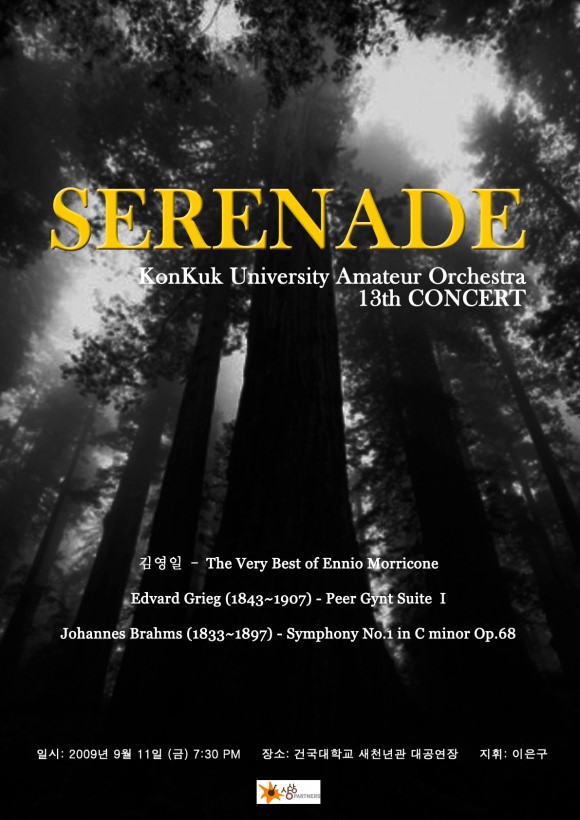 SERENADE
KonKuk University Amateur Orchestra
13th CONCERT
김영일 - The Very Best of Ennio Morricone
Edvard Grieg (1843~1907) - Peer Gynt Suite I
Johannes Brahms (1833~1897) - Symphony No.1 in C minor Op.68
일시: 2009년 9월 11일 (금) 7:30 PM 장소: 건국대학교 새천년관 대공연장 지휘: 이은구
PARTNERS